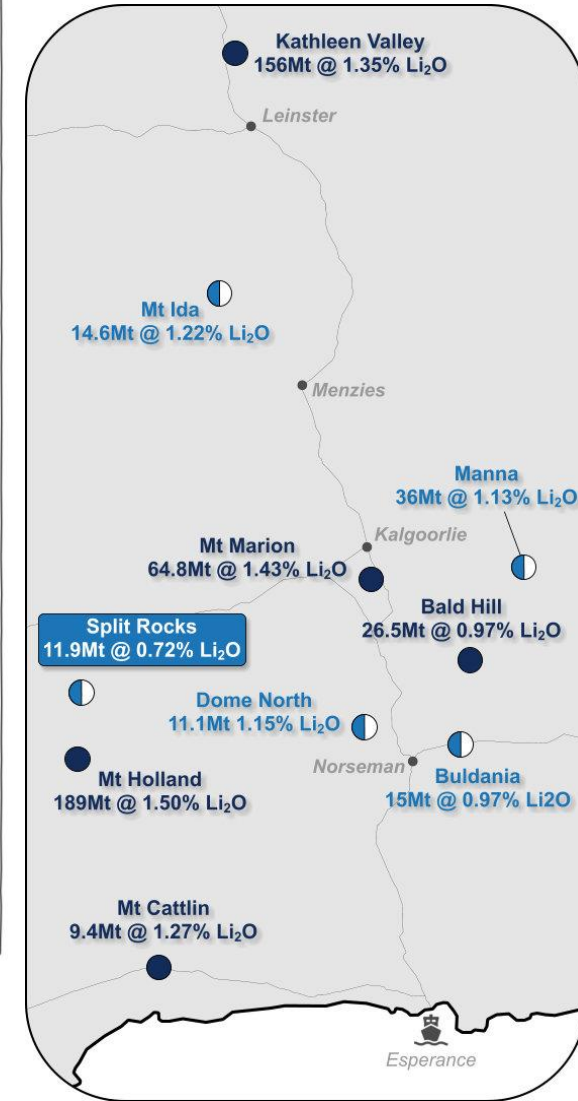 Kathleen Valley
156Mt @ 1.35% Li₂O
Leinster
Mt Ida
14.6Mt @ 1.22% Li₂O
Menzies
Manna
36Mt @ 1.13% Li₂O
Kalgoorlie
Mt Marion
64.8Mt @ 1.43% Li₂O
Bald Hill
26.5Mt @ 0.97% Li₂O
Split Rocks
11.9Mt @ 0.72% Li₂O
Dome North
11.1Mt 1.15% Li₂O
Norseman
Buldania
15Mt @ 0.97% Li2O
Mt Holland
189Mt @ 1.50% Li₂O
Mt Cattlin
9.4Mt @ 1.27% Li₂O
Esperance